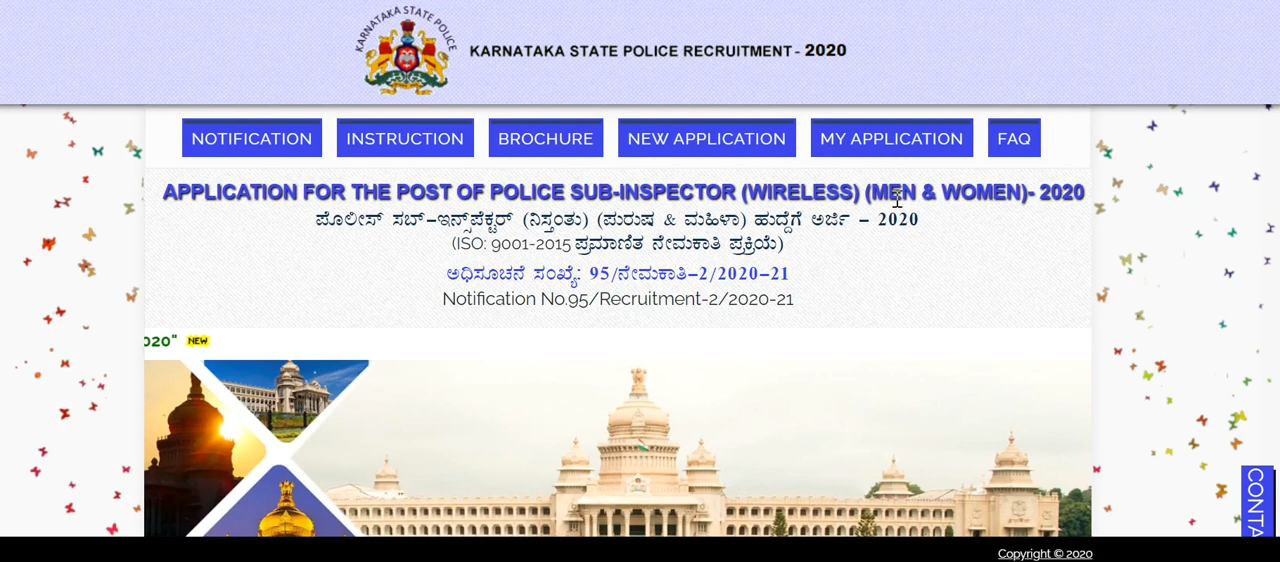 KARNATAKA STATE POLICE
KARNATAKA STATE POLICE RECRUITMENT - 2020
NOTIFICATION
INSTRUCTION
BROCHURE
NEW APPLICATION
MY APPLICATION
FAQ
APPLICATION FOR THE POST OF POLICE SUB-INSPECTOR (WIRELESS) (MEN & WOMEN)- 2020
ಪೊಲೀಸ್ ಸಬ್-ಇನ್ಸ್‌ಪೆಕ್ಟರ್ (ನಿಸ್ತಂತು) (ಪುರುಷ & ಮಹಿಳಾ) ಹುದ್ದೆಗೆ ಅರ್ಜಿ - 2020
(ISO: 9001-2015 ಪ್ರಮಾಣಿತ ನೇಮಕಾತಿ ಪ್ರಕ್ರಿಯೆ)
ಅಧಿಸೂಚನೆ ಸಂಖ್ಯೆ: 95/ನೇಮಕಾತಿ-2/2020-21
Notification No.95/Recruitment-2/2020-21
020" NEW
CONTA
Copyright © 2020